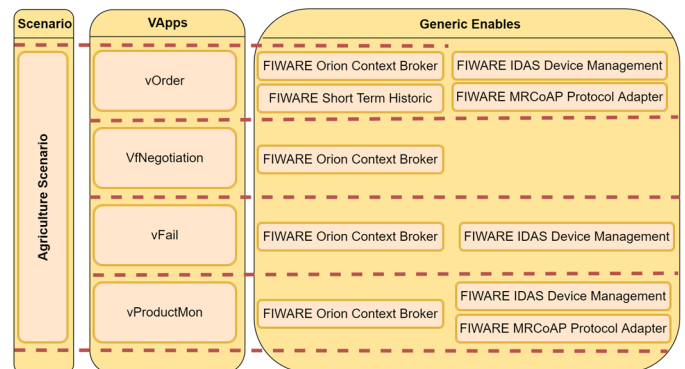 Scenario
VApps
Generic Enables
Agriculture Scenario
vOrder
FIWARE Orion Context Broker
FIWARE IDAS Device Management
FIWARE Short Term Historic
FIWARE MRCoAP Protocol Adapter
VfNegotiation
FIWARE Orion Context Broker
vFail
FIWARE Orion Context Broker
FIWARE IDAS Device Management
vProductMon
FIWARE Orion Context Broker
FIWARE IDAS Device Management
FIWARE MRCoAP Protocol Adapter